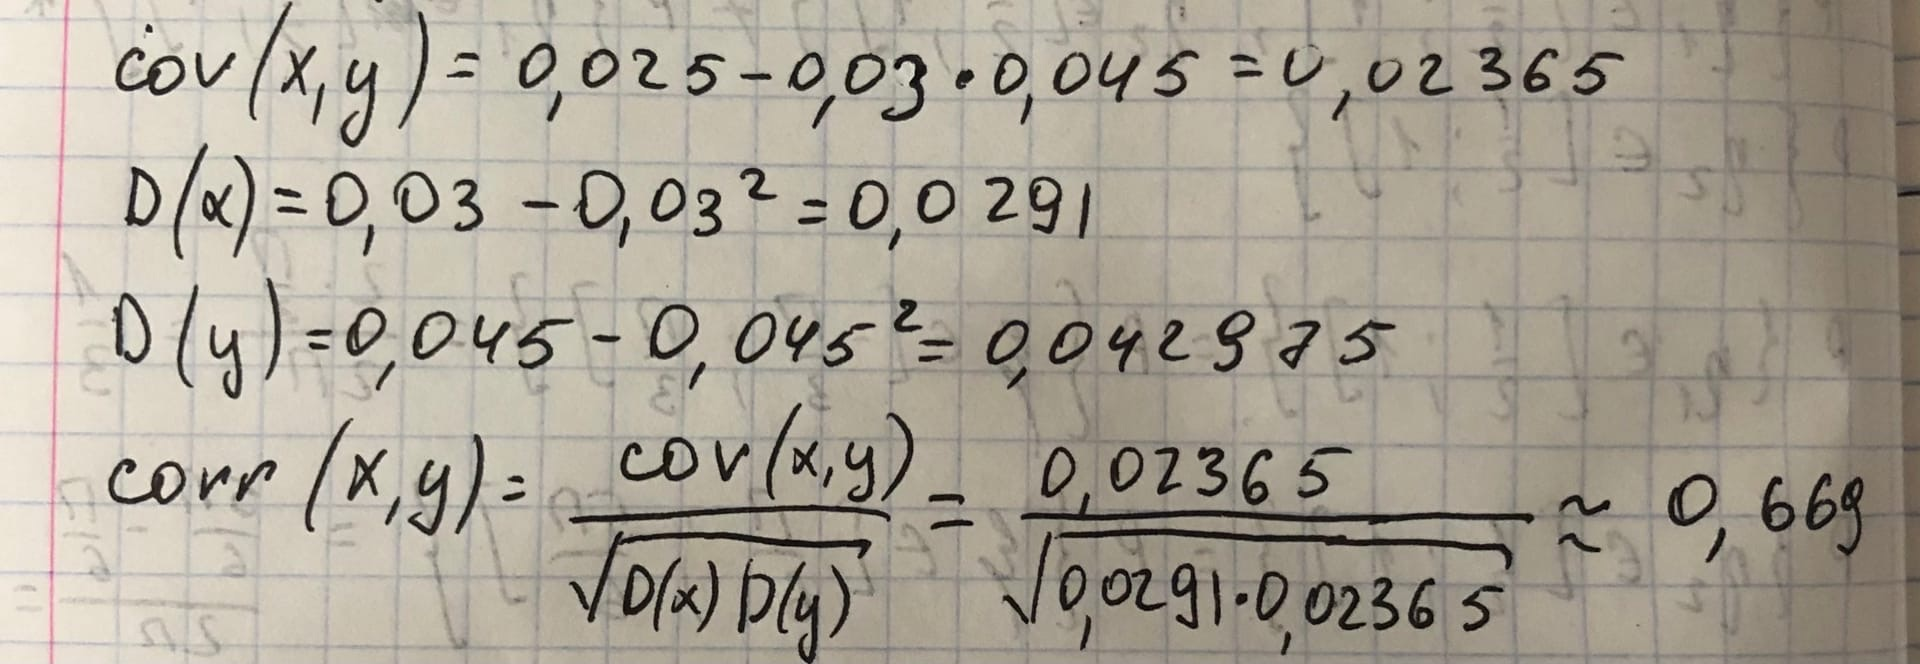 cov(x,y) = 0,025 - 0,03 • 0,045 = 0,02365
D(x) = 0,03 - 0,03² = 0,0291
D(y) = 0,045 - 0,045² = 0,042975
corr(x,y) = cov(x,y) / √D(x)D(y) = 0,02365 / √0,0291•0,02365 ≈ 0,669